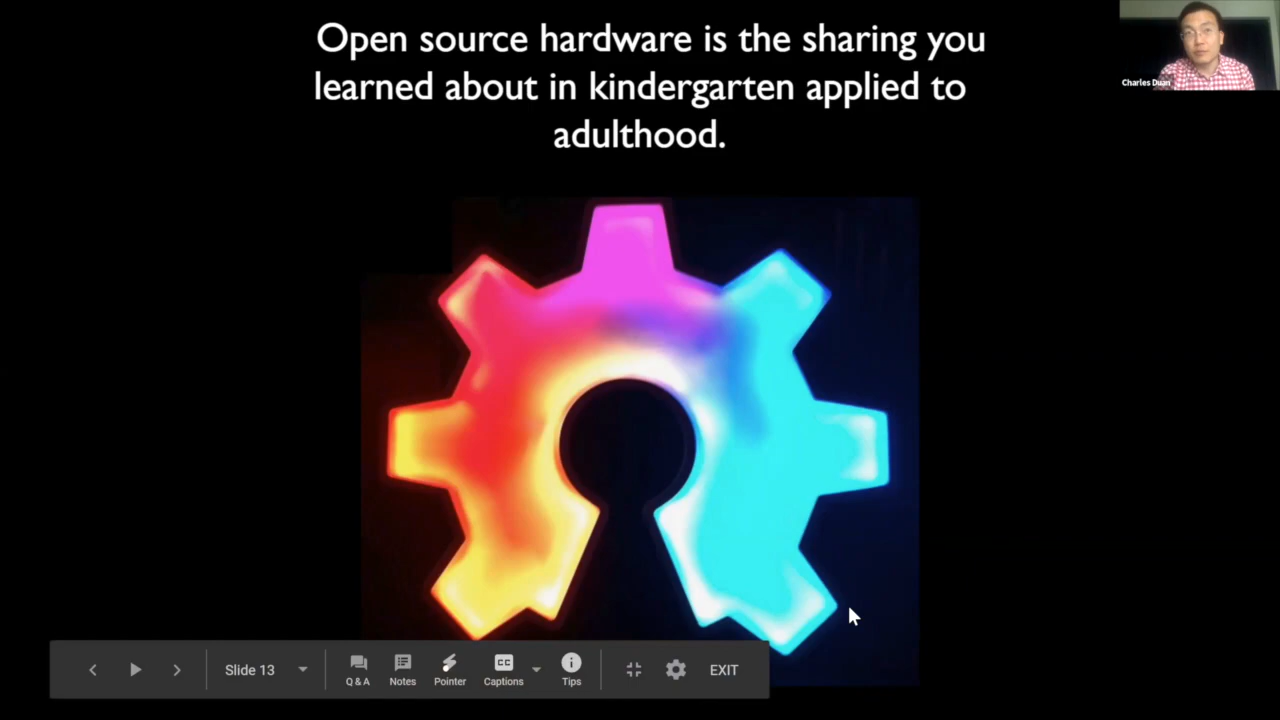 Open source hardware is the sharing you
learned about in kindergarten applied to
adulthood.
Charles Duan
Slide 13
Q & A
Notes
Pointer
CC
Captions
Tips
EXIT